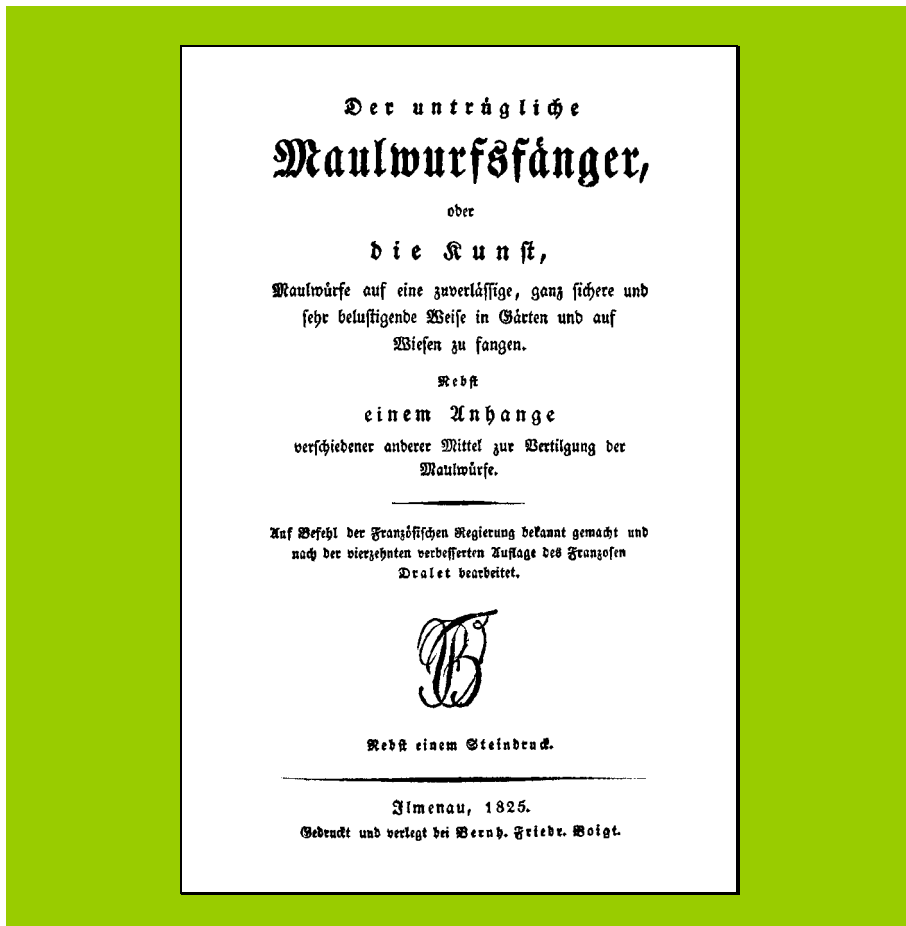 Der untrügliche
Maulwurfsfänger,
oder
die Kunſt,
Maulwürfe auf eine zuverläſſige, ganz ſichere und
ſehr beluſtigende Weiſe in Gärten und auf
Wieſen zu fangen.
Nebſt
einem Anhange
verſchiedener anderer Mittel zur Vertilgung der
Maulwürfe.
Auf Befehl der Franzöſiſchen Regierung bekannt gemacht und
nach der vierzehnten verbeſſerten Auflage des Franzoſen
Dralet bearbeitet.
Nebſt einem Steindruck.
Ilmenau, 1825.
Gedruckt und verlegt bei Bernh. Friedr. Voigt.